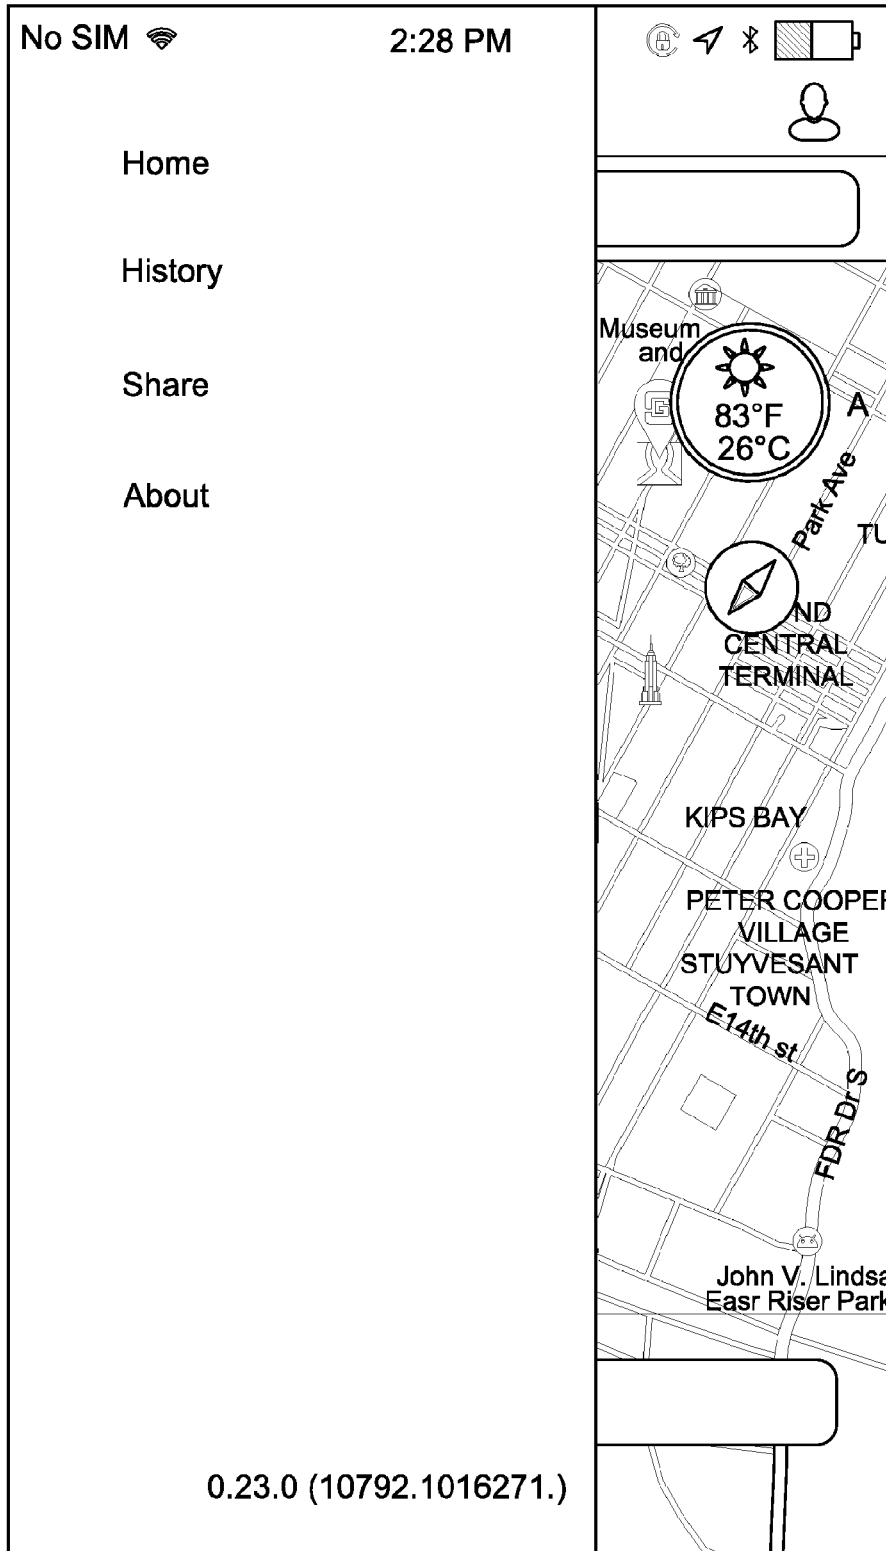 No SIM
2:28 PM
Home
History
Share
About
0.23.0 (10792.1016271.)
Museum
and
83°F
26°C
A
Park Ave
TU
ND
CENTRAL
TERMINAL
KIPS BAY
PETER COOPER
VILLAGE
STUYVESANT
TOWN
E14th st
FDR Dr S
John V. Lindsa
Easr Riser Park